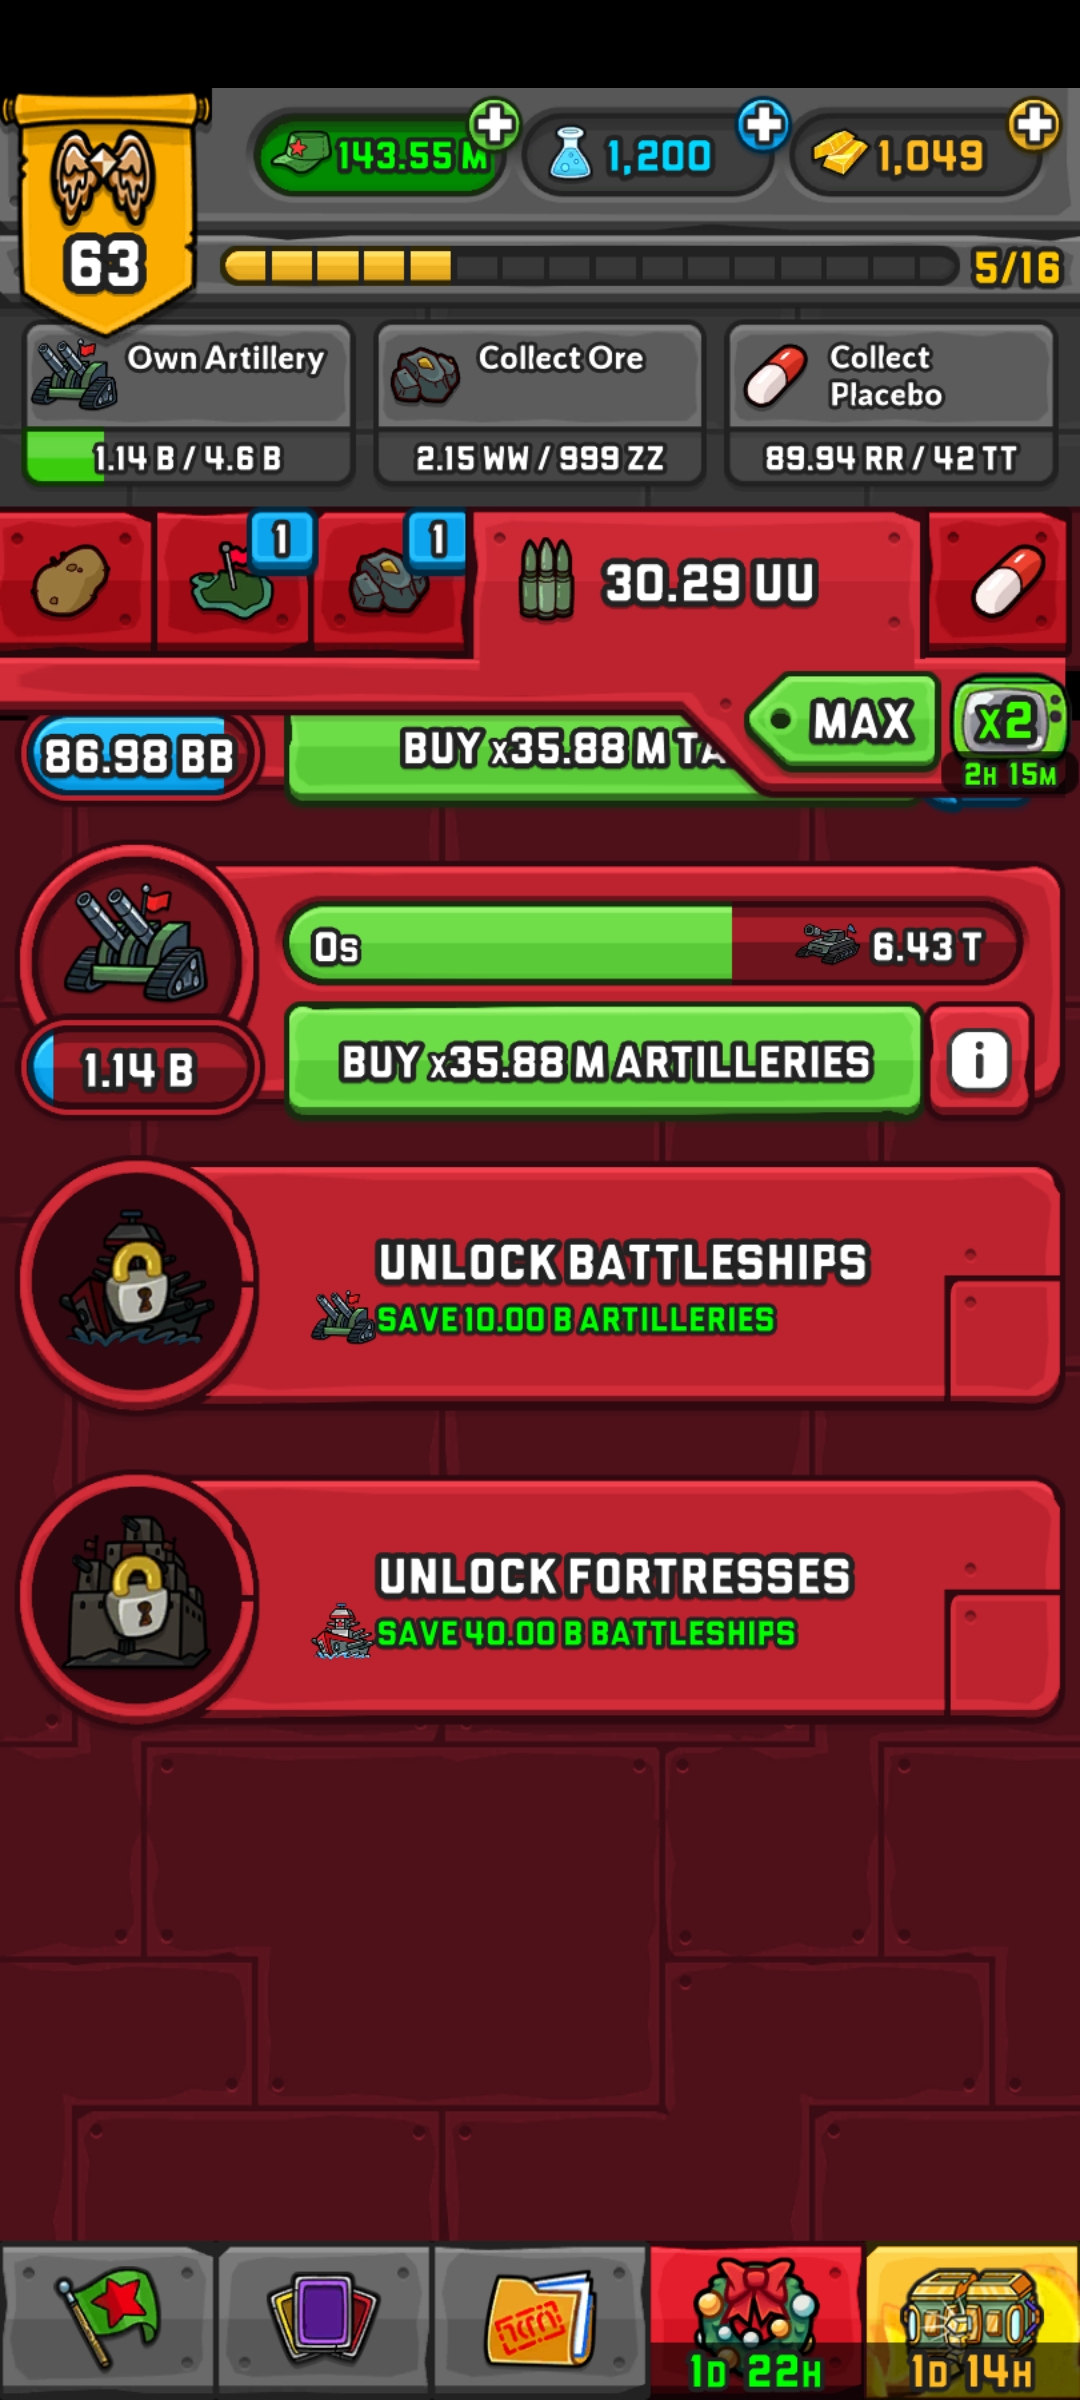 143.55 M
1,200
1,049
63
5/16
Own Artillery
1.14 B / 4.6 B
Collect Ore
2.15 WW / 999 ZZ
Collect
Placebo
89.94 RR / 42 TT
1
1
30.29 UU
MAX
x2
2H 15M
86.98 BB
BUY x35.88 M TA
0s
6.43 T
1.14 B
BUY x35.88 M ARTILLERIES
i
UNLOCK BATTLESHIPS
SAVE 10.00 B ARTILLERIES
UNLOCK FORTRESSES
SAVE 40.00 B BATTLESHIPS
1D 22H
1D 14H